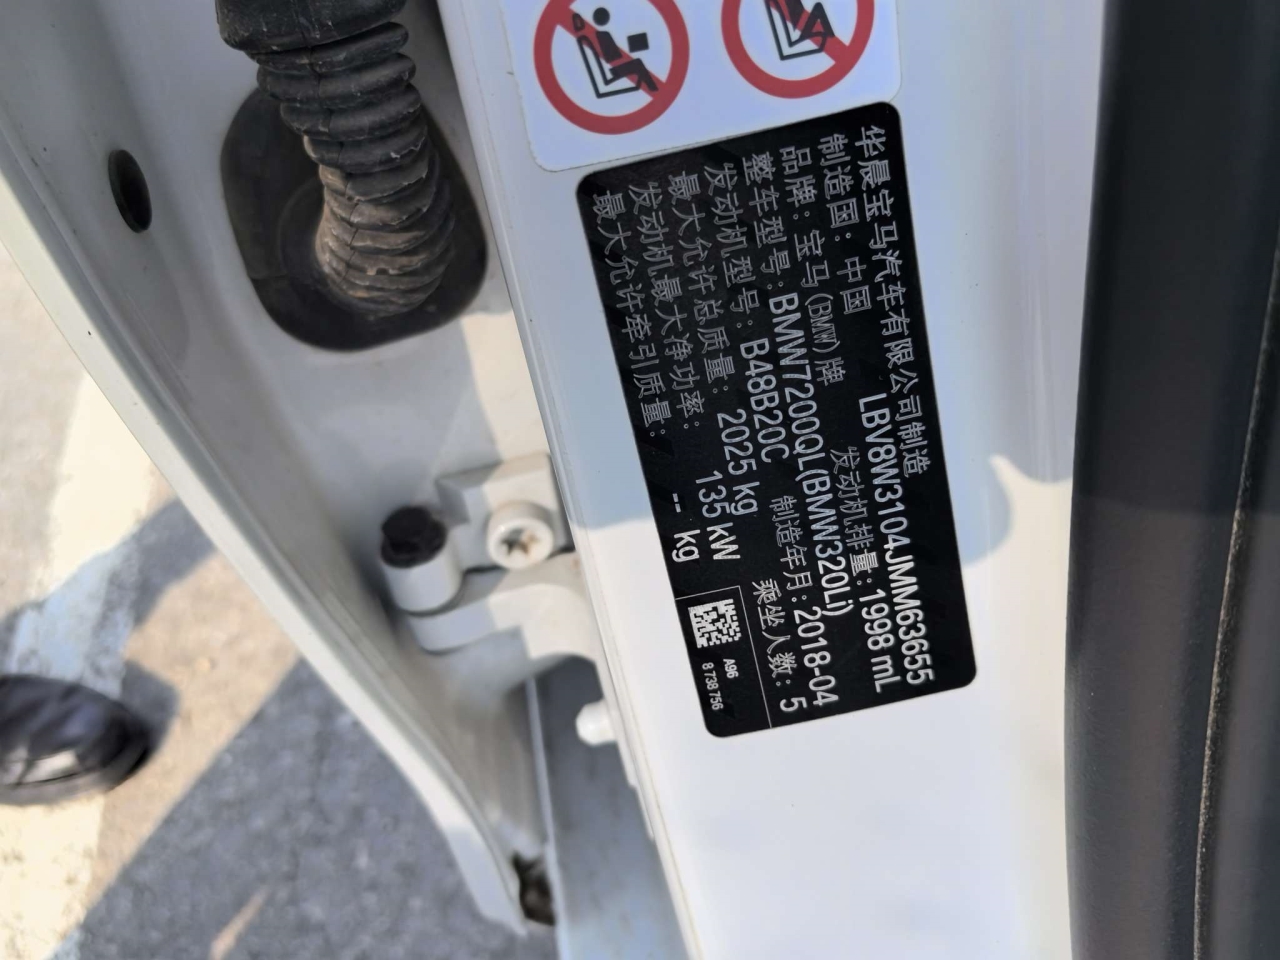 华晨宝马汽车有限公司制造
制造国：中国 LBV8W3104JMM63655
品牌：宝马（BMW）牌 发动机排量：1998 mL
整车型号：BMW7200QL(BMW320Li)
发动机型号：B48B20C 制造年月：2018-04
最大允许总质量：2025 kg 乘坐人数：5
发动机最大净功率：135 kW
最大允许牵引质量：-- kg
A96
8 738 756